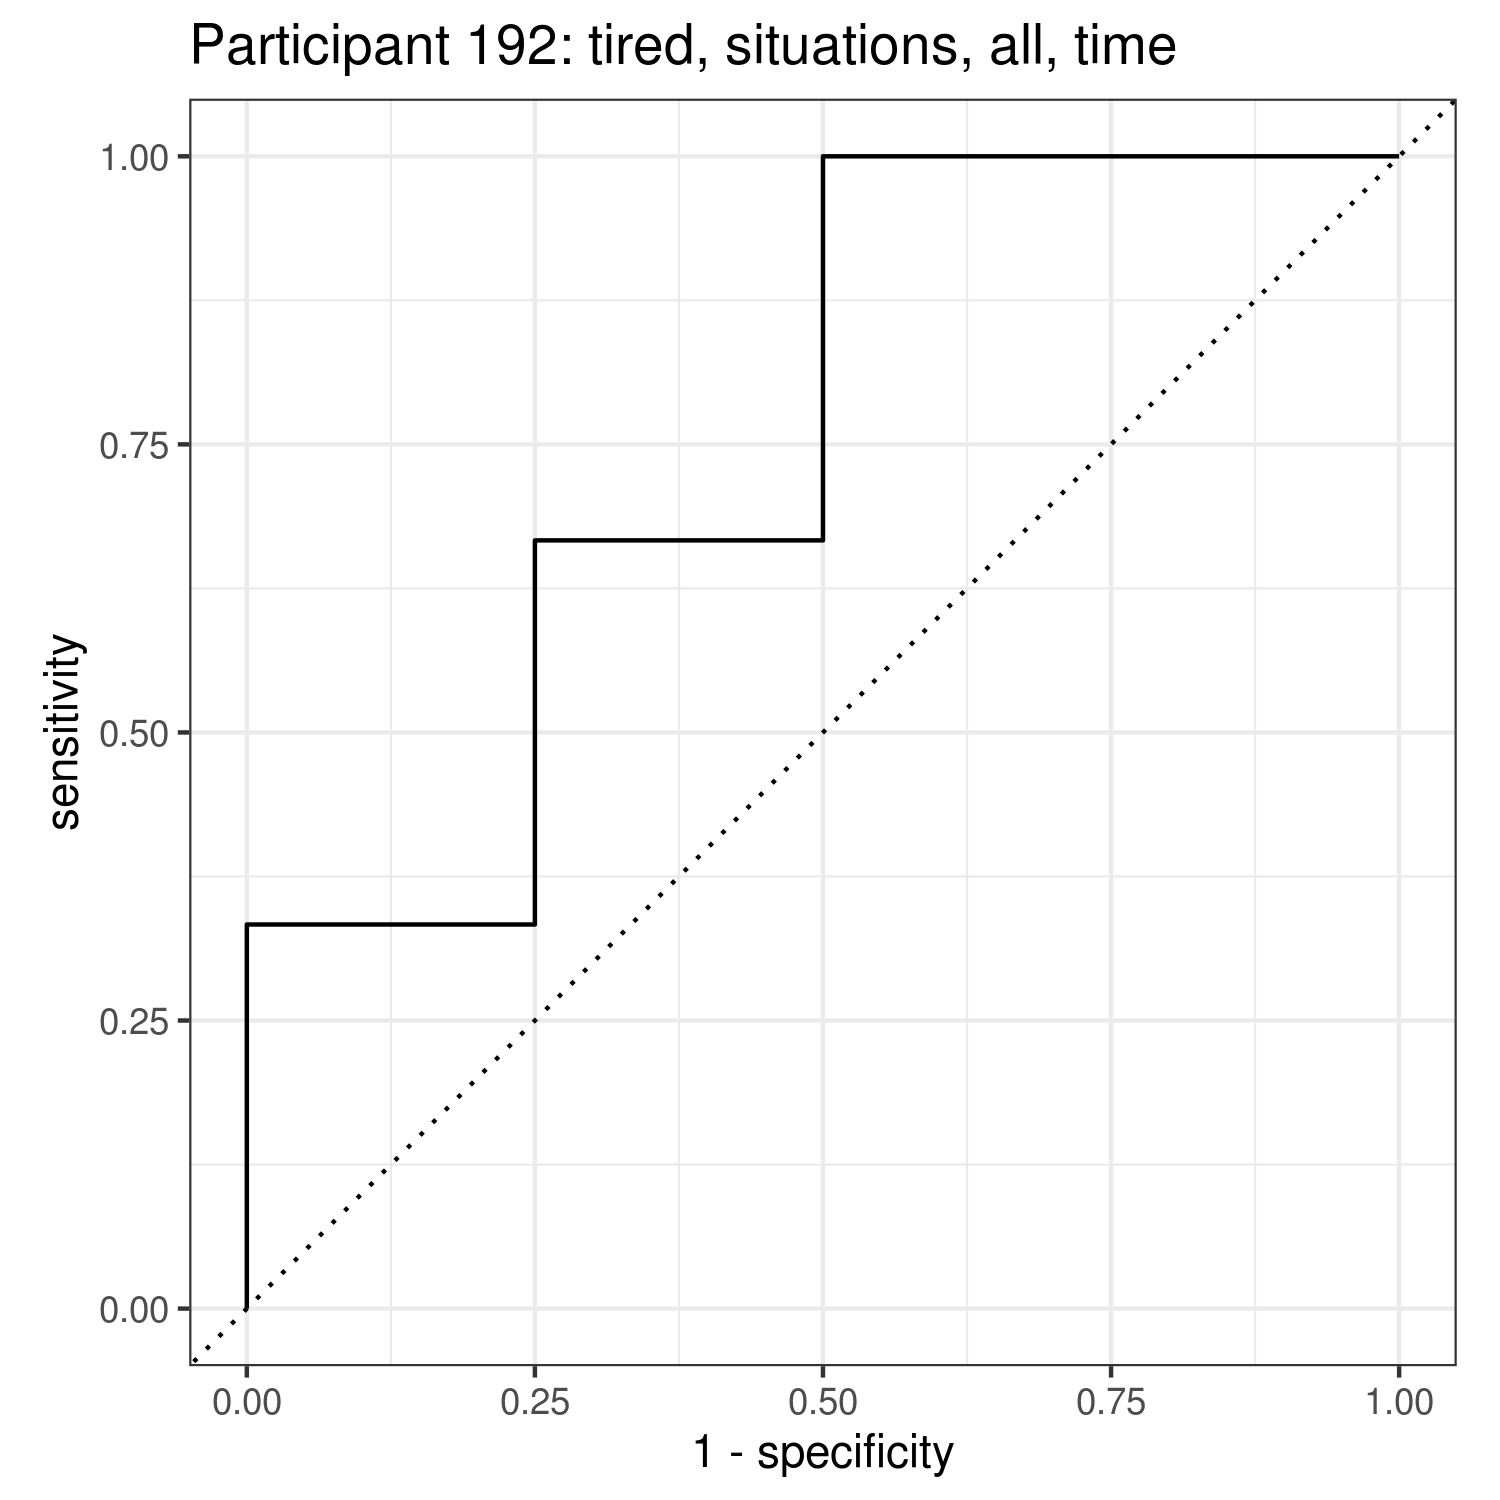 Participant 192: tired, situations, all, time
1.00
0.75
0.50
0.25
0.00
sensitivity
0.00 0.25 0.50 0.75 1.00
1 - specificity